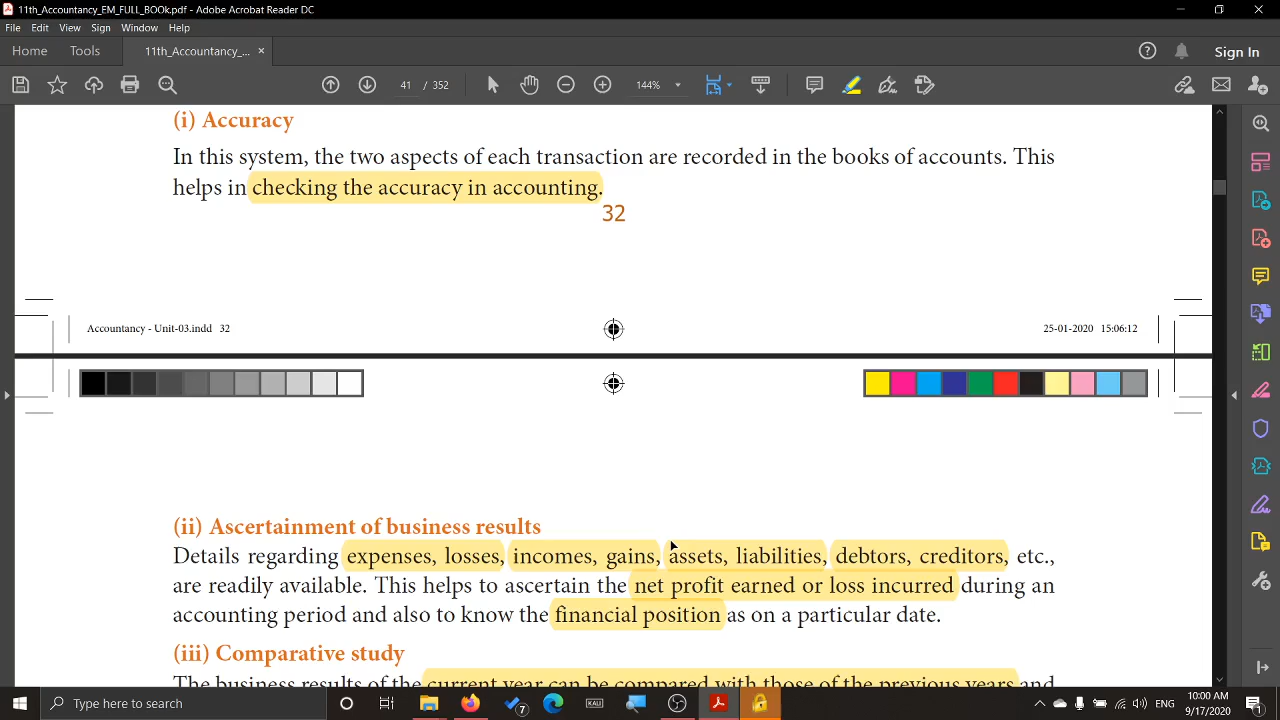 11th_Accountancy_EM_FULL_BOOk.pdf - Adobe Acrobat Reader DC
File Edit View Sign Window Help
Home Tools 11th_Accountancy_... × Sign In
41 / 352 144%
(i) Accuracy
In this system, the two aspects of each transaction are recorded in the books of accounts. This
helps in checking the accuracy in accounting.
32
Accountancy - Unit-03.indd 32 25-01-2020 15:06:12
(ii) Ascertainment of business results
Details regarding expenses, losses, incomes, gains, assets, liabilities, debtors, creditors, etc.,
are readily available. This helps to ascertain the net profit earned or loss incurred during an
accounting period and also to know the financial position as on a particular date.
(iii) Comparative study
The business results of the current year can be compared with those of the previous years and
Type here to search 7 KALI 10:00 AM
9/17/2020 1